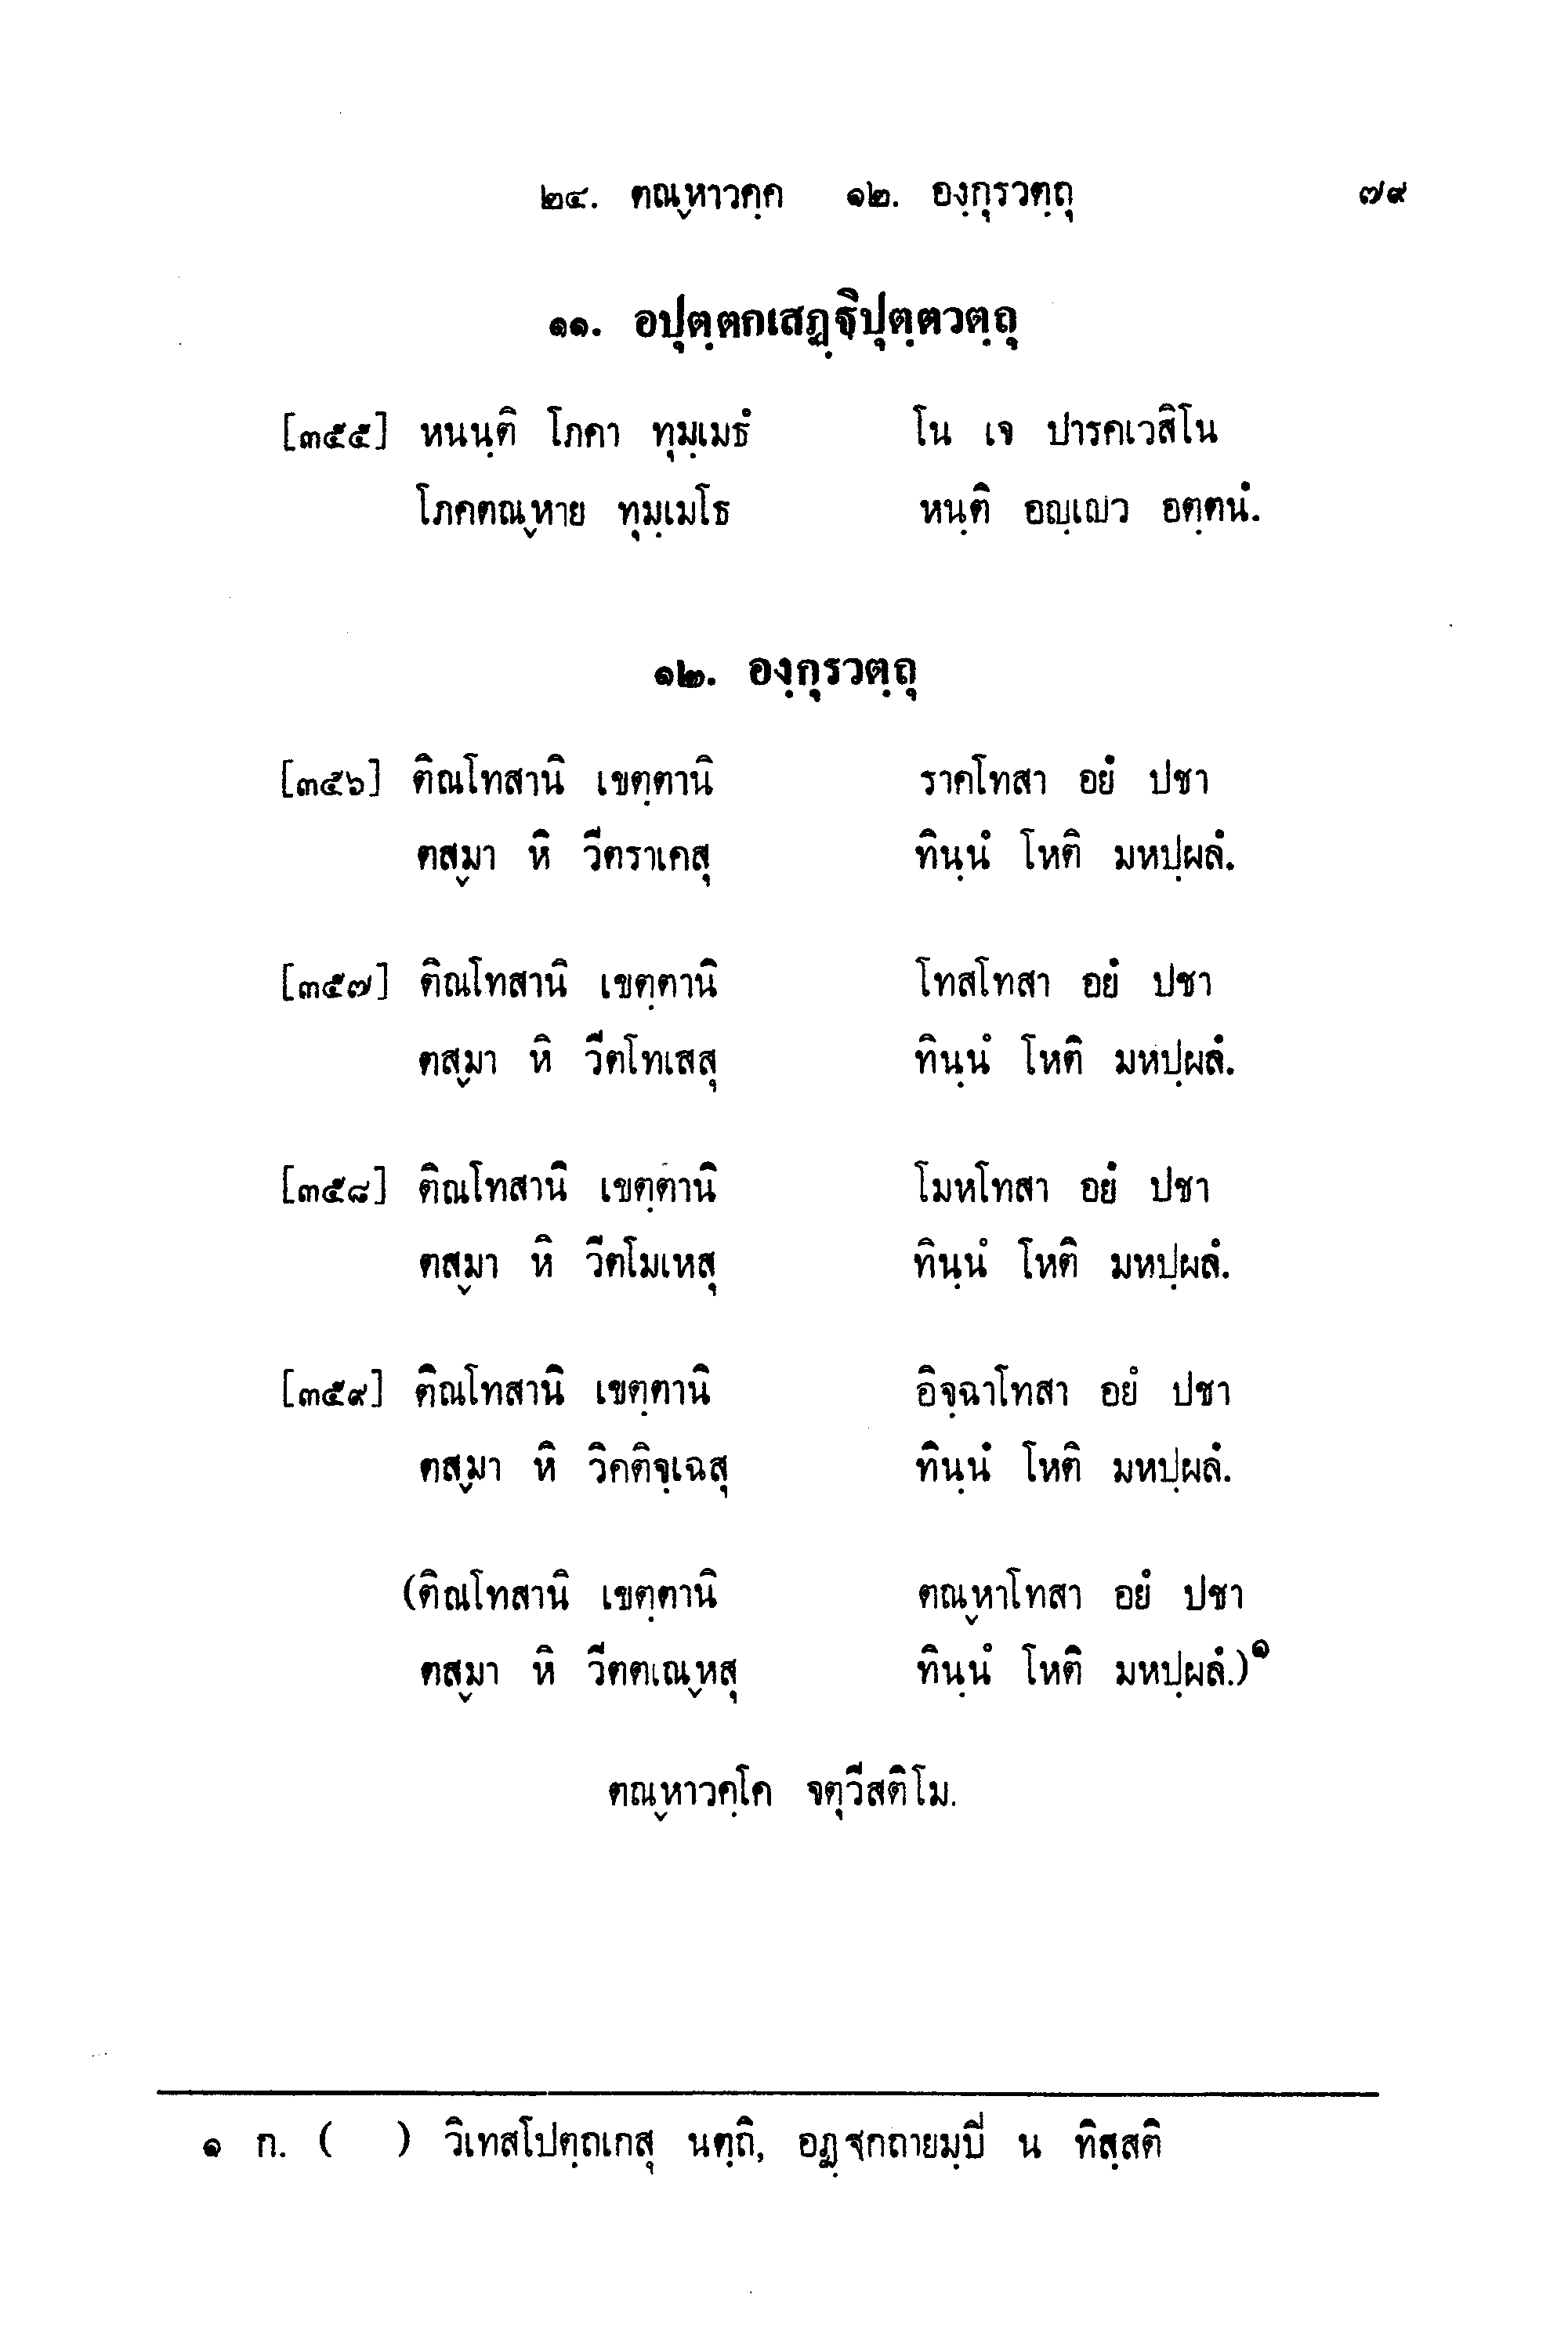 ๒๔. ตณฺหาวคฺค ๑๒. องฺกุรวตฺถุ ๗๙
๑๑. อปุตฺตกเสฏฺฐิปุตฺตวตฺถุ
[๓๕๕] หนนฺติ โภคา ทุมฺเมธํ โน เจ ปารคเวสิโน
โภคตณฺหาย ทุมฺเมโธ หนฺติ อญฺเญว อตฺตนํ.
๑๒. องฺกุรวตฺถุ
[๓๕๖] ติณโทสานิ เขตฺตานิ ราคโทสา อยํ ปชา
ตสฺมา หิ วีตราเคสุ ทินฺนํ โหติ มหปฺผลํ.
[๓๕๗] ติณโทสานิ เขตฺตานิ โทสโทสา อยํ ปชา
ตสฺมา หิ วีตโทเสสุ ทินฺนํ โหติ มหปฺผลํ.
[๓๕๘] ติณโทสานิ เขตฺตานิ โมหโทสา อยํ ปชา
ตสฺมา หิ วีตโมเหสุ ทินฺนํ โหติ มหปฺผลํ.
[๓๕๙] ติณโทสานิ เขตฺตานิ อิจฺฉาโทสา อยํ ปชา
ตสฺมา หิ วิคติจฺเฉสุ ทินฺนํ โหติ มหปฺผลํ.
(ติณโทสานิ เขตฺตานิ ตณฺหาโทสา อยํ ปชา
ตสฺมา หิ วีตตเณฺหสุ ทินฺนํ โหติ มหปฺผลํ.)๑
ตณฺหาวคฺโค จตุวีสติโม.
๑ ก. ( ) วิเทสโปตฺถเกสุ นตฺถิ, อฏฺฐกถายมฺปิ น ทิสฺสติ